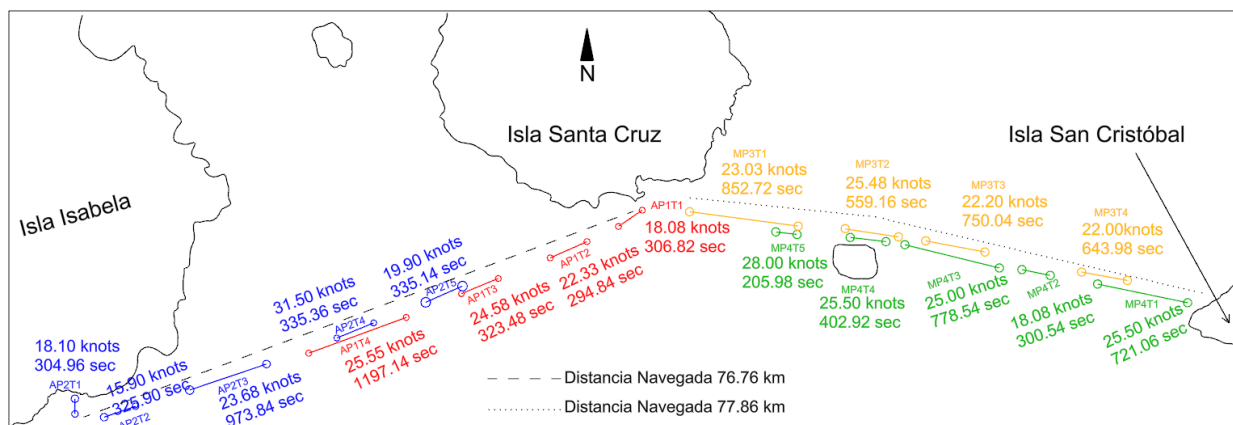 N
Isla Santa Cruz
Isla San Cristóbal
Isla Isabela
MP3T1
23.03 knots
852.72 sec
MP3T2
25.48 knots
559.16 sec
MP3T3
22.20 knots
750.04 sec
MP3T4
22.00knots
643.98 sec
AP1T1
18.08 knots
306.82 sec
AP1T2
22.33 knots
294.84 sec
AP1T3
24.58 knots
323.48 sec
AP1T4
25.55 knots
1197.14 sec
19.90 knots
335.14 sec
AP2T5
31.50 knots
335.36 sec
AP2T4
18.10 knots
304.96 sec
AP2T1
15.90 knots
325.90 sec
AP2T2
AP2T3
23.68 knots
973.84 sec
MP4T5
28.00 knots
205.98 sec
MP4T4
25.50 knots
402.92 sec
MP4T3
25.00 knots
778.54 sec
MP4T2
18.08 knots
300.54 sec
MP4T1
25.50 knots
721.06 sec
Distancia Navegada 76.76 km
Distancia Navegada 77.86 km